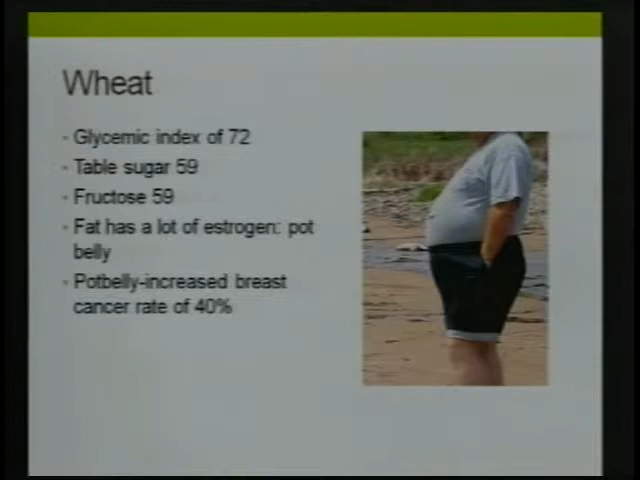 Wheat
Glycemic index of 72
Table sugar 59
Fructose 59
Fat has a lot of estrogen: pot
belly
Potbelly-increased breast
cancer rate of 40%